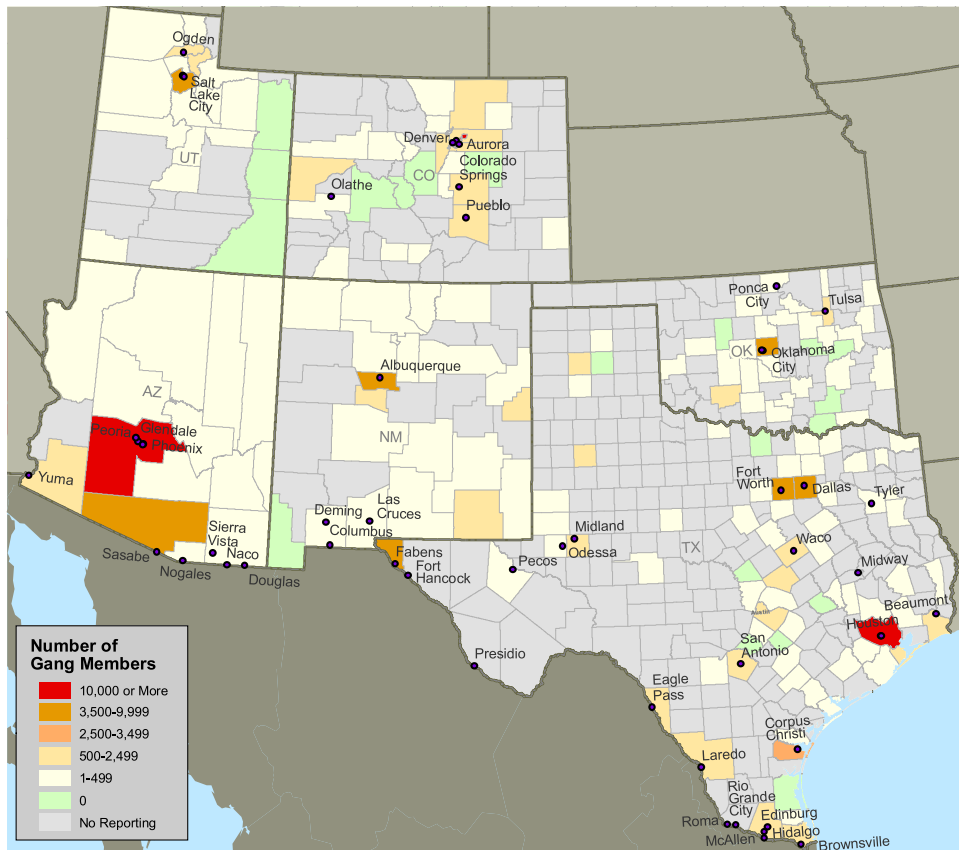 Ogden
Salt
Lake
City
UT
Denver
Aurora
Colorado
Springs
CO
Olathe
Pueblo
Ponca
City
Tulsa
OK
Oklahoma
City
Albuquerque
AZ
NM
Peoria
Glendale
Phoenix
Yuma
Fort
Worth
Dallas
Tyler
Las
Cruces
Deming
Columbus
Sierra
Vista
Naco
Sasabe
Nogales
Douglas
Fabens
Fort
Hancock
Midland
Odessa
Pecos
TX
Waco
Midway
Beaumont
Austin
Houston
San
Antonio
Presidio
Eagle
Pass
Corpus
Christi
Laredo
Rio
Grande
City
Roma
Edinburg
Hidalgo
McAllen
Brownsville
Number of
Gang Members
10,000 or More
3,500-9,999
2,500-3,499
500-2,499
1-499
0
No Reporting